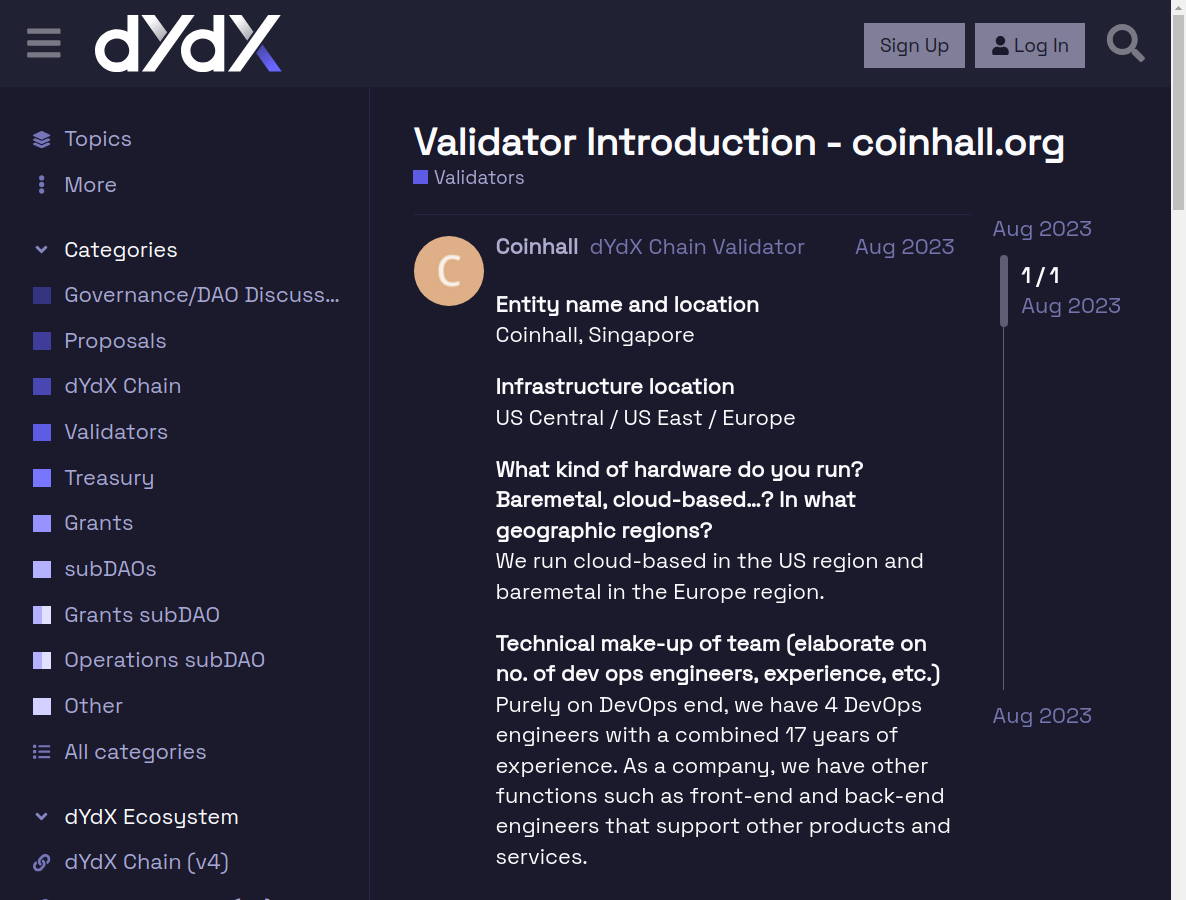 dYdX
Sign Up
Log In
Topics
More
Categories
Governance/DAO Discuss...
Proposals
dYdX Chain
Validators
Treasury
Grants
subDAOs
Grants subDAO
Operations subDAO
Other
All categories
dYdX Ecosystem
dYdX Chain (v4)
Validator Introduction - coinhall.org
Validators
Coinhall dYdX Chain Validator Aug 2023
Entity name and location
Coinhall, Singapore
Infrastructure location
US Central / US East / Europe
What kind of hardware do you run?
Baremetal, cloud-based...? In what
geographic regions?
We run cloud-based in the US region and
baremetal in the Europe region.
Technical make-up of team (elaborate on
no. of dev ops engineers, experience, etc.)
Purely on DevOps end, we have 4 DevOps
engineers with a combined 17 years of
experience. As a company, we have other
functions such as front-end and back-end
engineers that support other products and
services.
Aug 2023
1 / 1
Aug 2023
Aug 2023